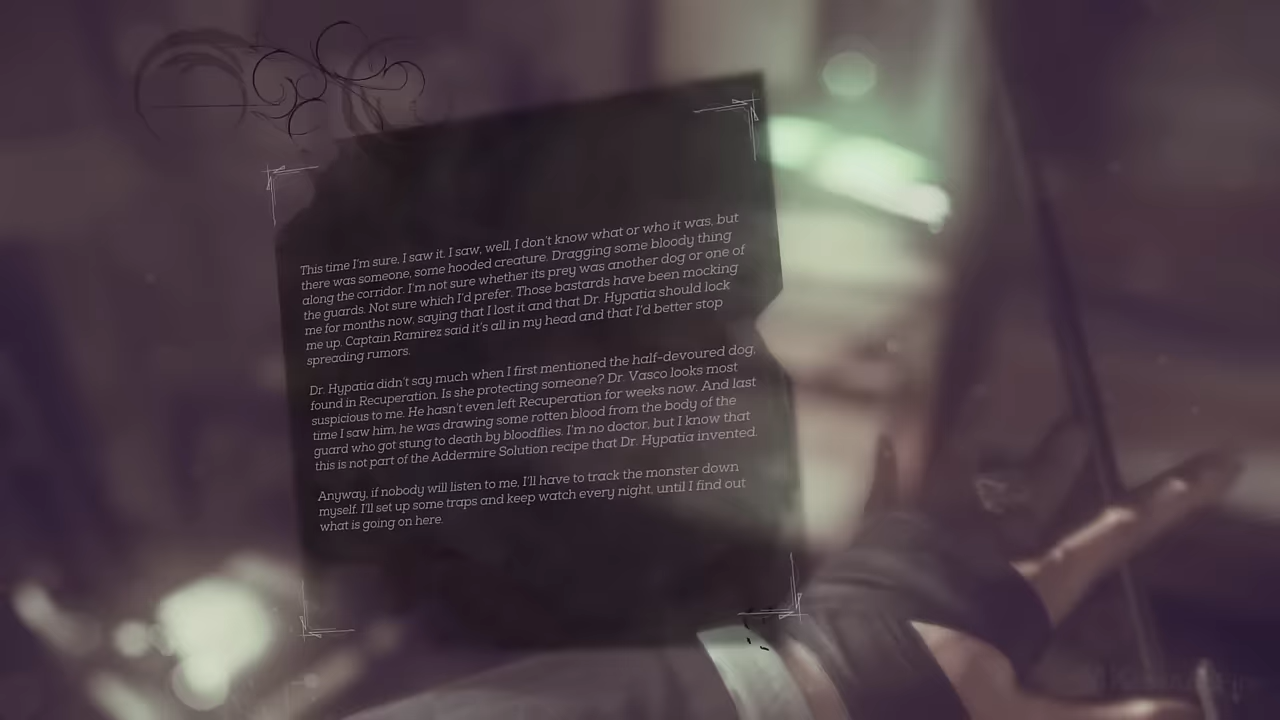 This time I'm sure, I saw it. I saw, well, I don't know what or who it was, but
there was someone, some hooded creature. Dragging some bloody thing
along the corridor. I'm not sure whether its prey was another dog or one of
the guards. Not sure which I'd prefer. Those bastards have been mocking
me for months now, saying that I lost it and that Dr. Hypatia should lock
me up. Captain Ramirez said it's all in my head and that I'd better stop
spreading rumors.
Dr. Hypatia didn't say much when I first mentioned the half-devoured dog,
found in Recuperation. Is she protecting someone? Dr. Vasco looks most
suspicious to me. He hasn't even left Recuperation for weeks now. And last
time I saw him, he was drawing some rotten blood from the body of the
guard who got stung to death by bloodflies. I'm no doctor, but I know that
this is not part of the Addermire Solution recipe that Dr. Hypatia invented.
Anyway, if nobody will listen to me, I'll have to track the monster down
myself. I'll set up some traps and keep watch every night, until I find out
what is going on here.